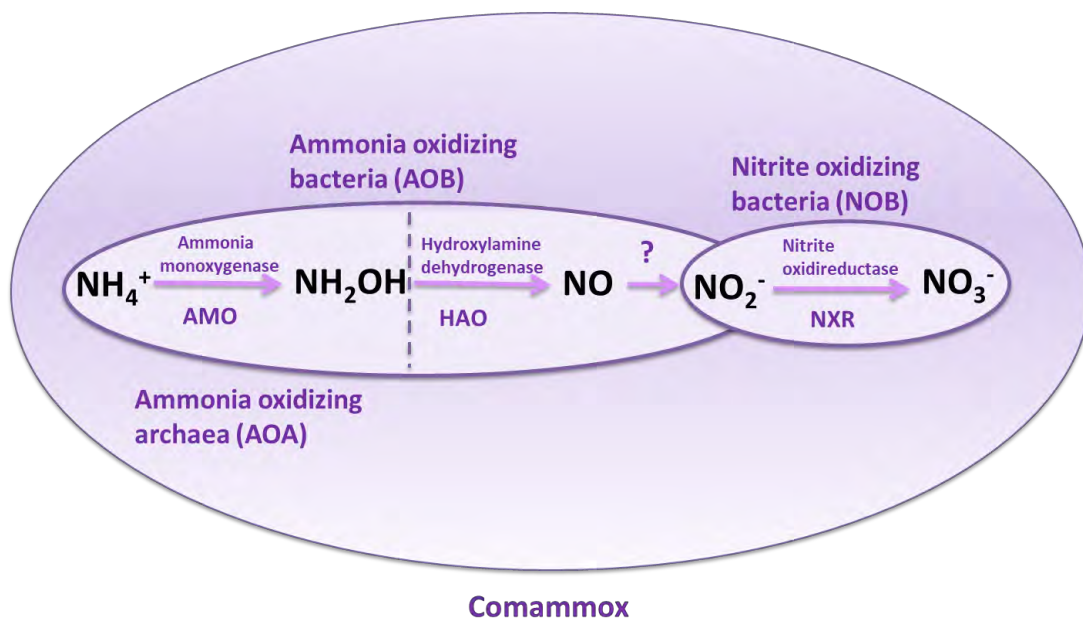 Ammonia oxidizing
bacteria (AOB)
Nitrite oxidizing
bacteria (NOB)
Ammonia
monoxygenase
Hydroxylamine
dehydrogenase
?
Nitrite
oxidireductase
NH₄⁺
NH₂OH
NO
NO₂⁻
NO₃⁻
AMO
HAO
NXR
Ammonia oxidizing
archaea (AOA)
Comammox